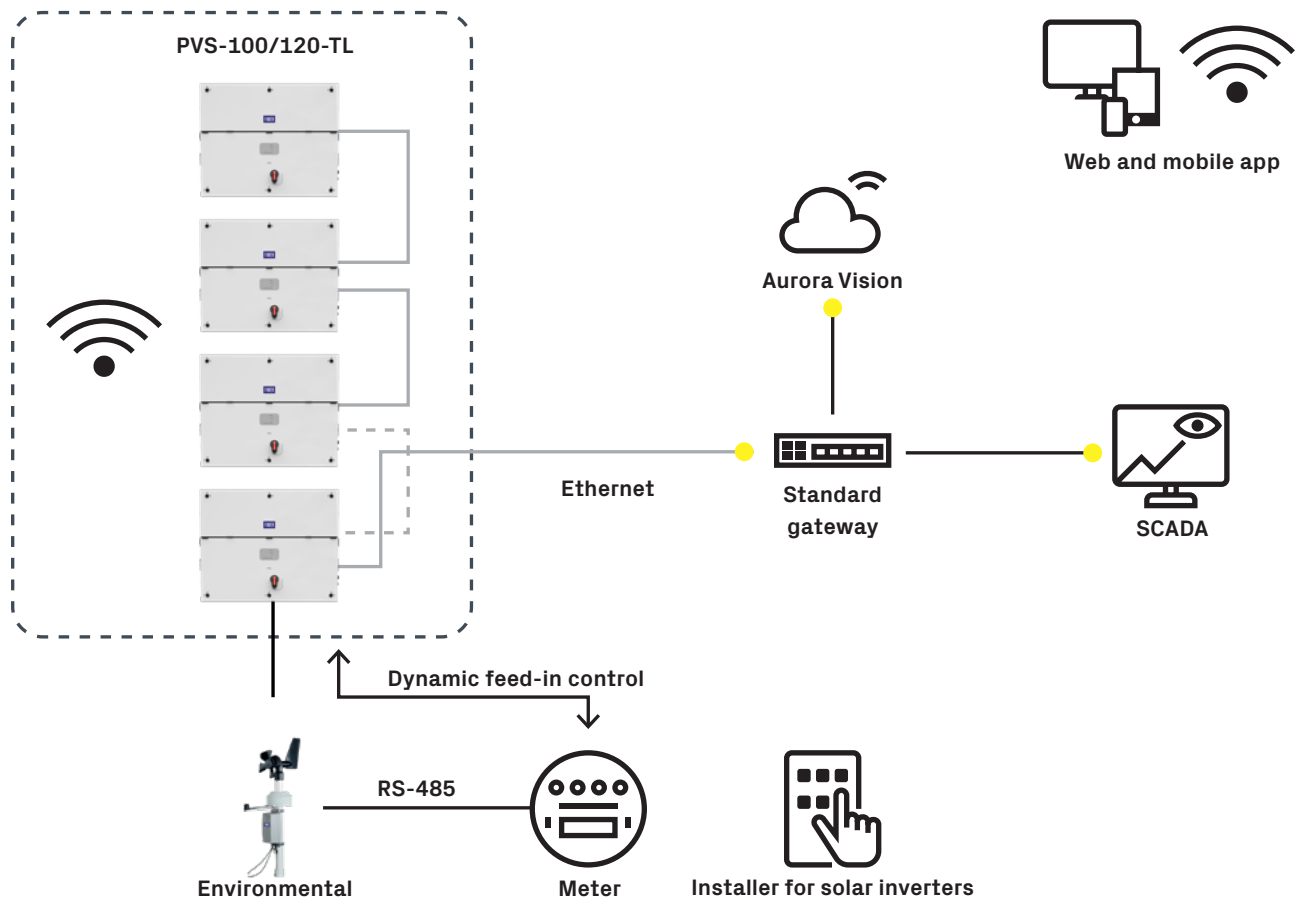 PVS-100/120-TL
Web and mobile app
Aurora Vision
Ethernet
Standard
gateway
SCADA
Dynamic feed-in control
RS-485
Environmental
Meter
Installer for solar inverters